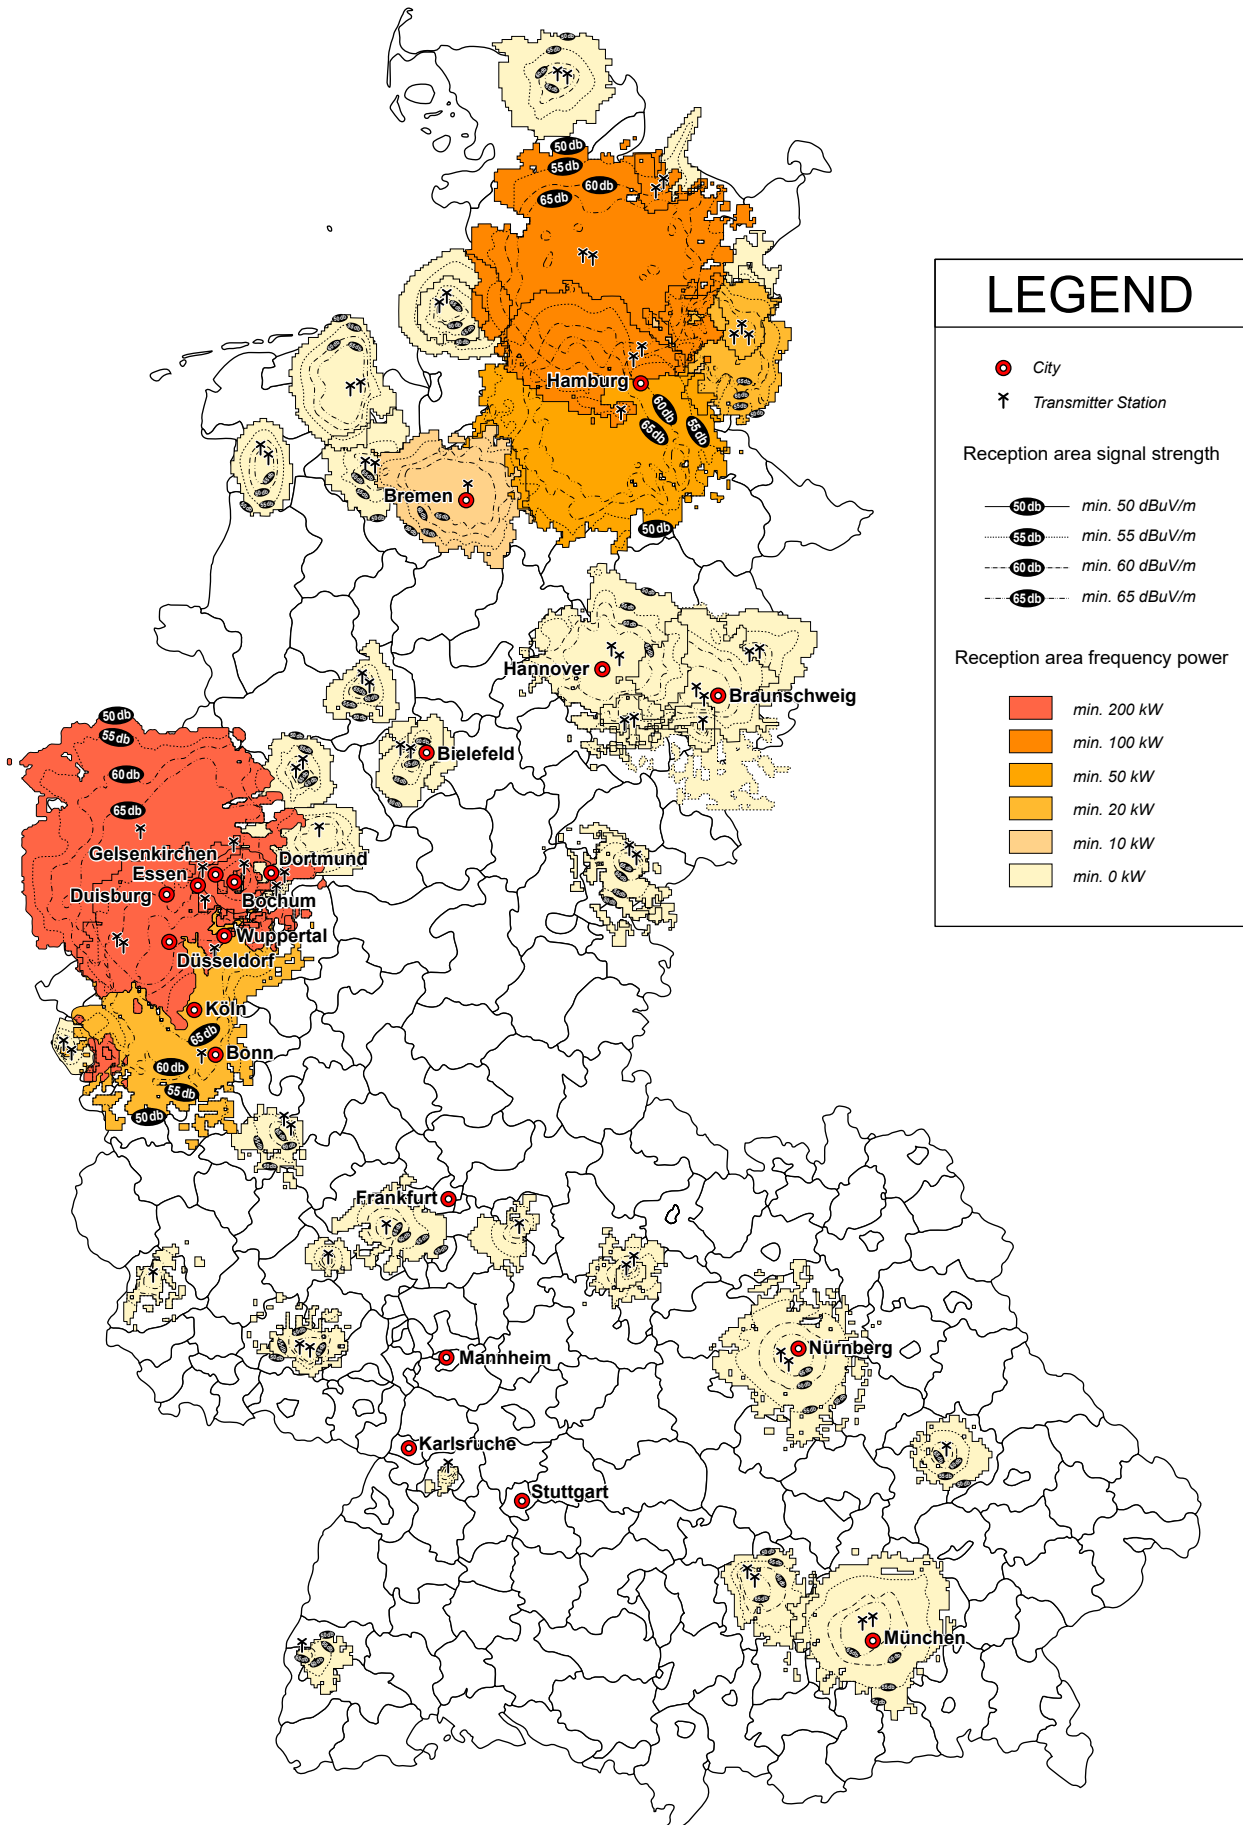 50 db
55 db
60 db
65 db
Hamburg
60 db
65 db
55 db
Bremen
50 db
Hannover
Braunschweig
50 db
55 db
Bielefeld
60 db
65 db
Gelsenkirchen
Dortmund
Essen
Duisburg
Bochum
Wuppertal
Düsseldorf
Köln
65 db
Bonn
60 db
55 db
50 db
Frankfurt
Nürnberg
Mannheim
Karlsruche
Stuttgart
München
LEGEND
City
Transmitter Station
Reception area signal strength
50 db min. 50 dBuV/m
55 db min. 55 dBuV/m
60 db min. 60 dBuV/m
65 db min. 65 dBuV/m
Reception area frequency power
min. 200 kW
min. 100 kW
min. 50 kW
min. 20 kW
min. 10 kW
min. 0 kW